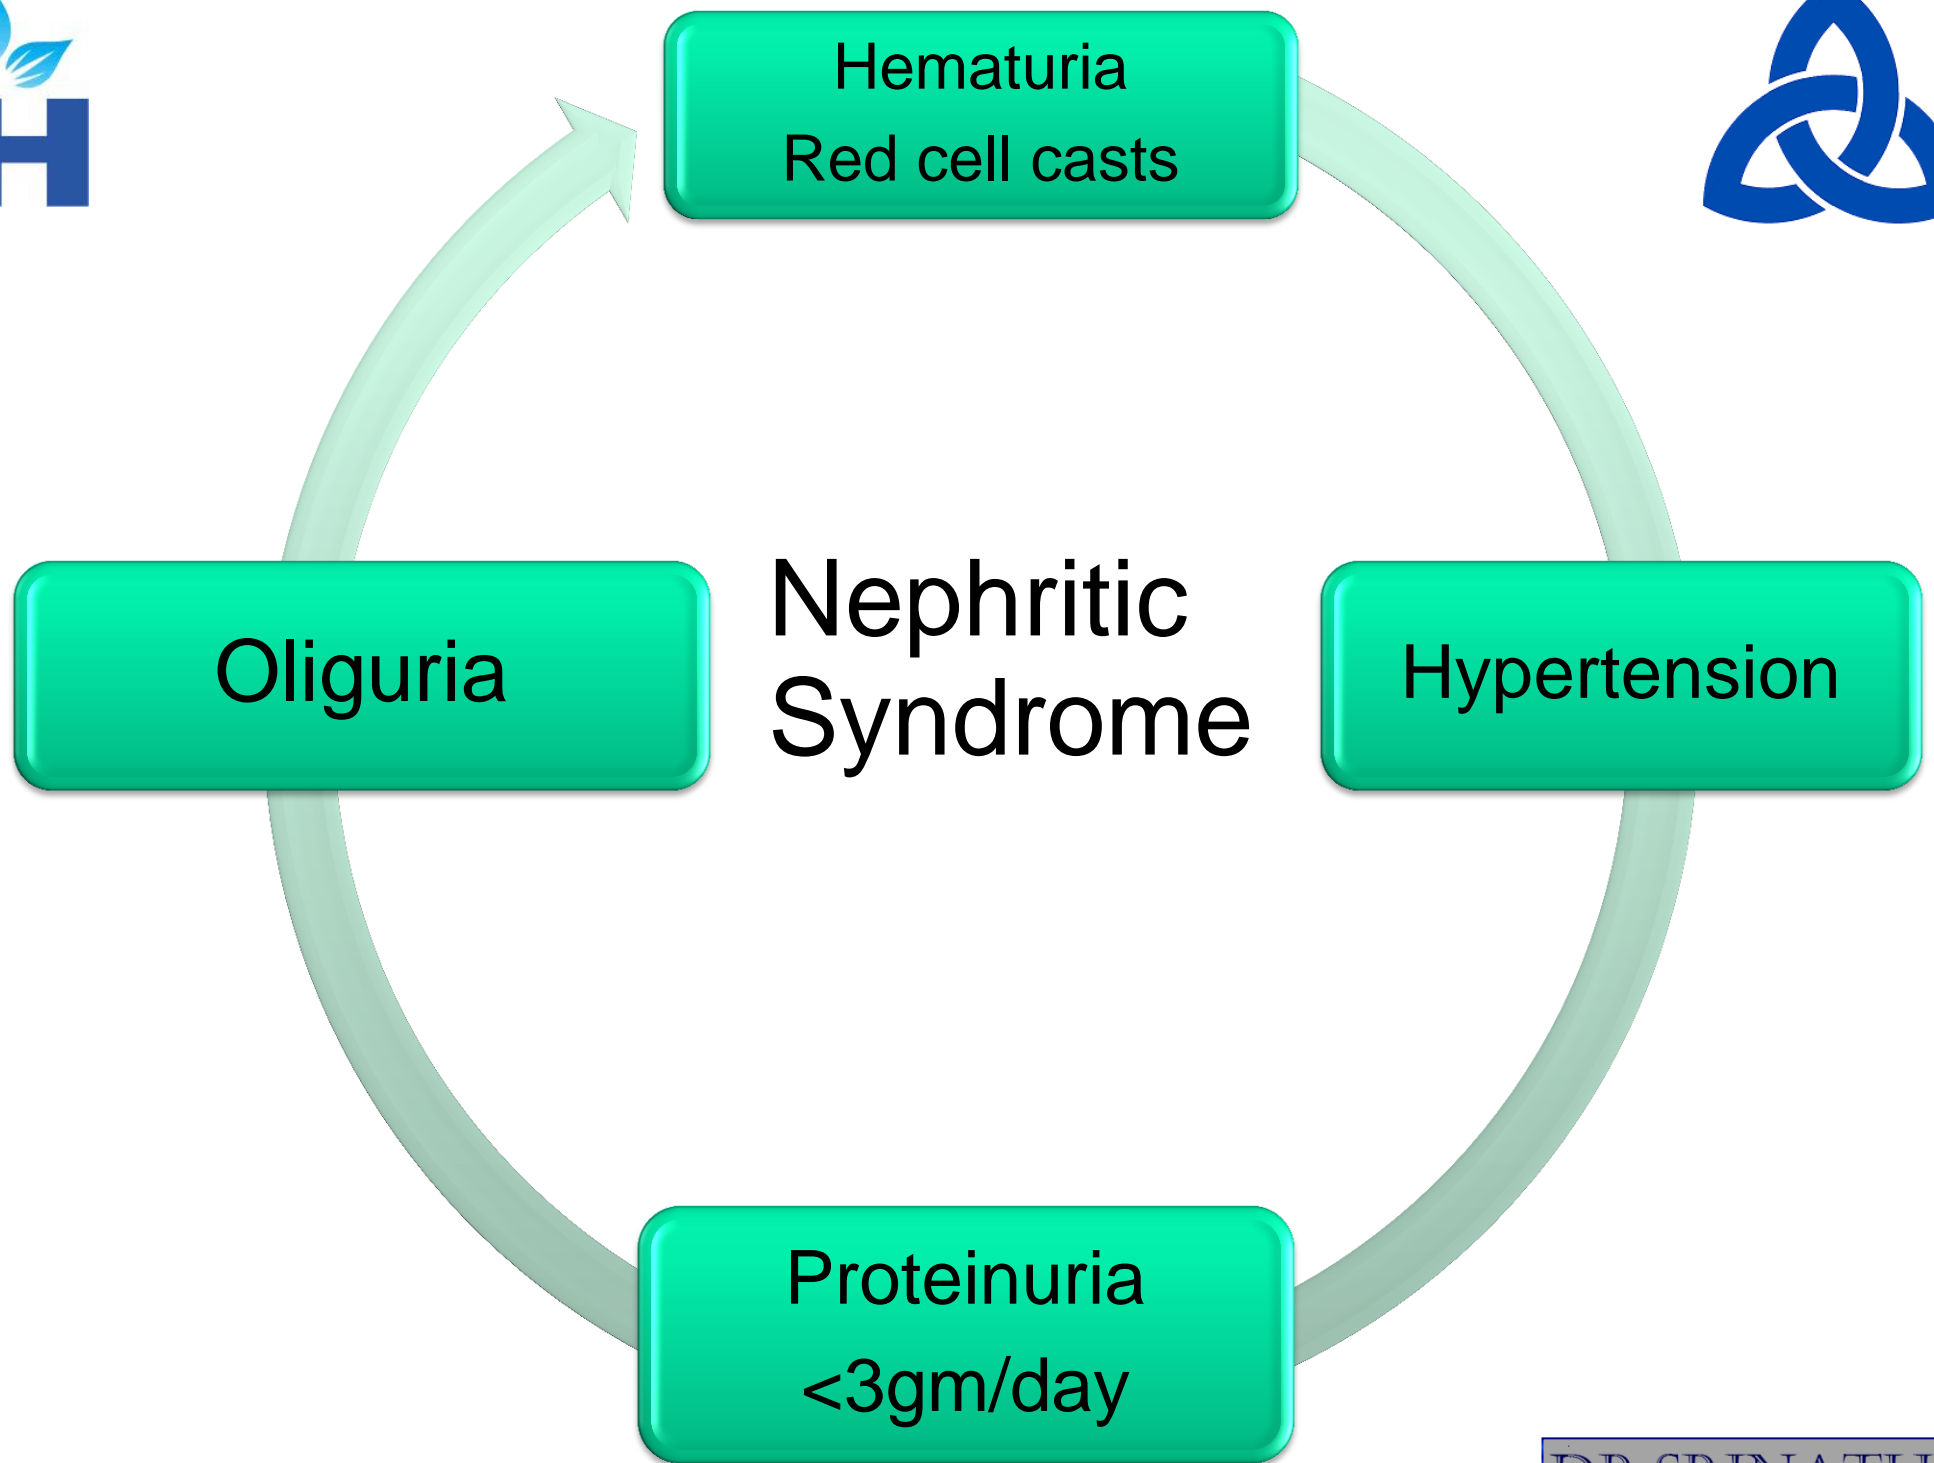 H
Hematuria
Red cell casts
Oliguria
Nephritic
Syndrome
Hypertension
Proteinuria
<3gm/day